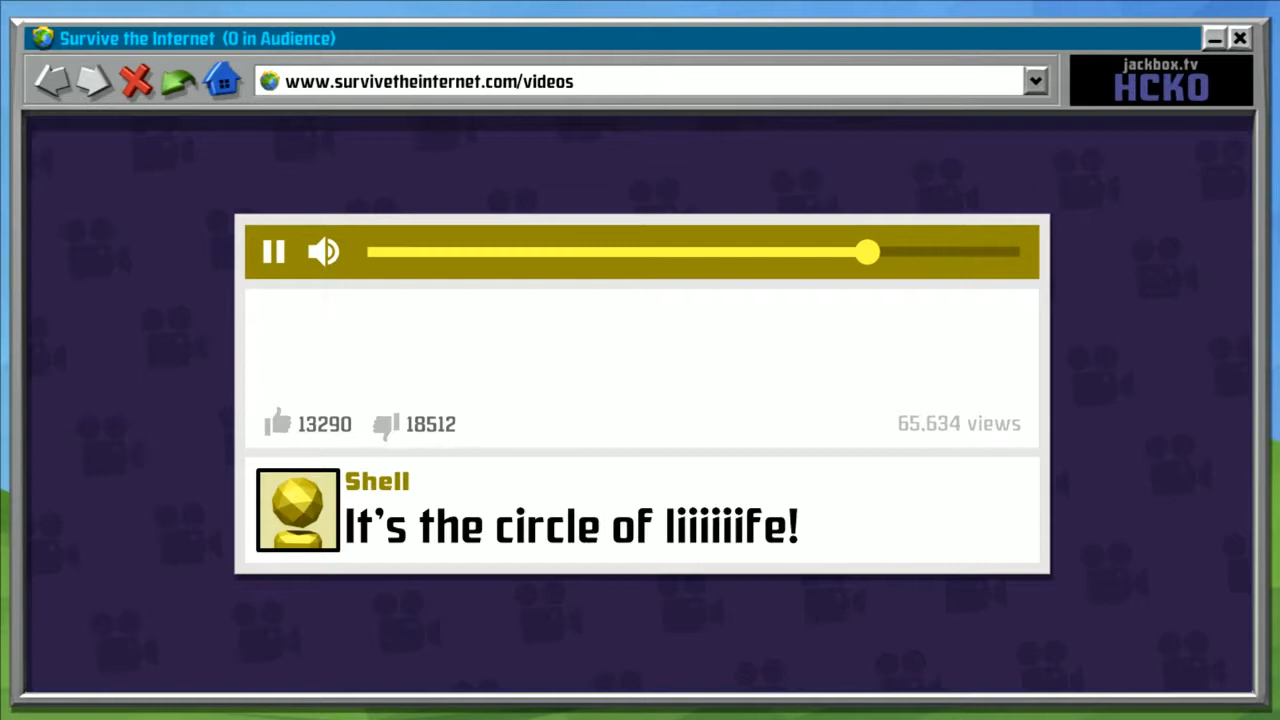 Survive the Internet (0 in Audience)
www.survivetheinternet.com/videos
jackbox.tv
HCKO
13290 18512 65,634 views
Shell
It's the circle of liiiiiife!